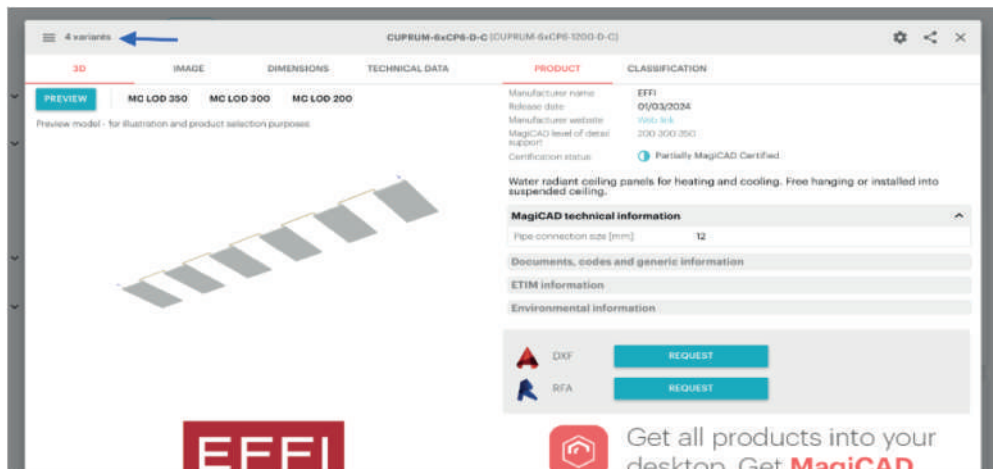 4 variants
CUPRUM-6xCP6-D-C [CUPRUM-6xCP6-1200-D-C]
3D IMAGE DIMENSIONS TECHNICAL DATA
PREVIEW MC LOD 350 MC LOD 300 MC LOD 200
Preview model - for illustration and product selection purposes
EFFI
PRODUCT CLASSIFICATION
Manufacturer name EFFI
Release date 01/03/2024
Manufacturer website Web link
MagiCAD level of detail 200 300 350
support
Certification status Partially MagiCAD Certified
Water radiant ceiling panels for heating and cooling. Free hanging or installed into
suspended ceiling.
MagiCAD technical information
Pipe connection size [mm] 12
Documents, codes and generic information
ETIM information
Environmental information
DXF REQUEST
RFA REQUEST
Get all products into your
desktop. Get MagiCAD